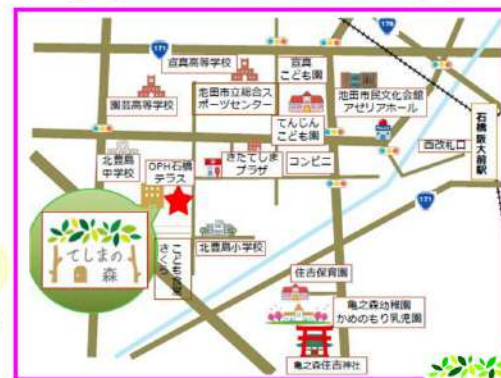 176
171
宣真高等学校
宣真
こども園
園芸高等学校
池田市立総合ス
ポーツセンター
池田市民文化会館
アゼリアホール
てんじん
こども園
石橋阪大前駅
西改札口
北豊島
中学校
OPH石橋
テラス
きたてしま
プラザ
コンビニ
171
てしまの
森
こどもの家
さくら
北豊島小学校
住吉保育園
亀之森幼稚園
かめのもり乳児園
亀之森住吉神社